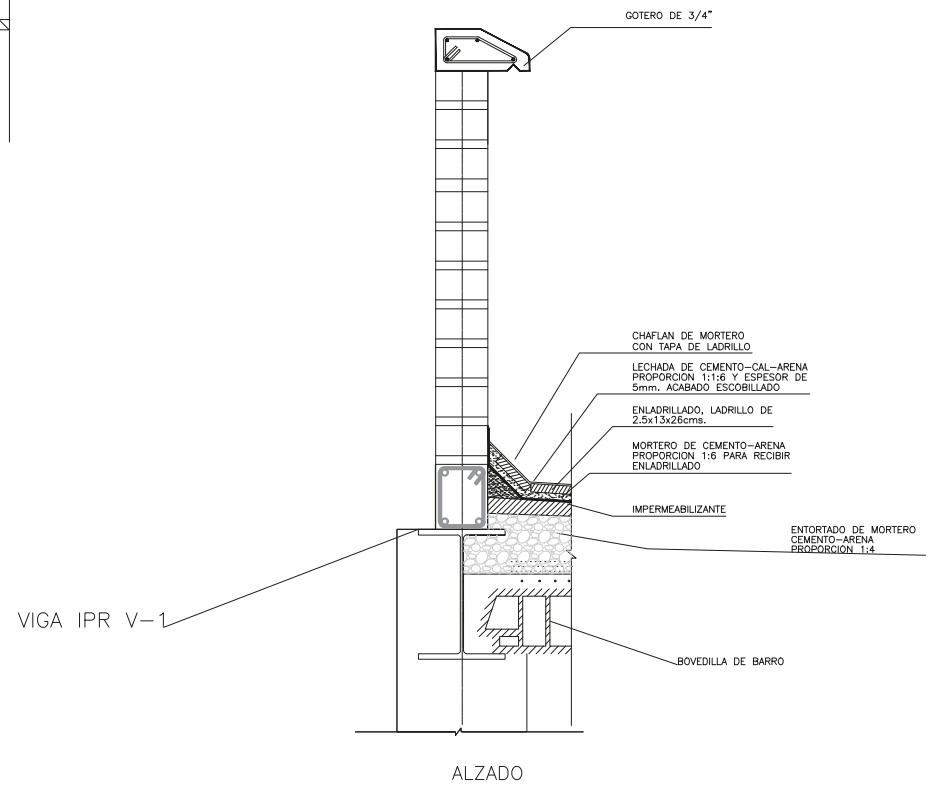 GOTERO DE 3/4"
CHAFLAN DE MORTERO
CON TAPA DE LADRILLO
LECHADA DE CEMENTO-CAL-ARENA
PROPORCION 1:1:6 Y ESPESOR DE
5mm. ACABADO ESCOBILLADO
ENLADRILLADO, LADRILLO DE
2.5x13x26cms.
MORTERO DE CEMENTO-ARENA
PROPORCION 1:6 PARA RECIBIR
ENLADRILLADO
IMPERMEABILIZANTE
ENTORTADO DE MORTERO
CEMENTO-ARENA
PROPORCION 1:4
VIGA IPR V-1
BOVEDILLA DE BARRO
ALZADO